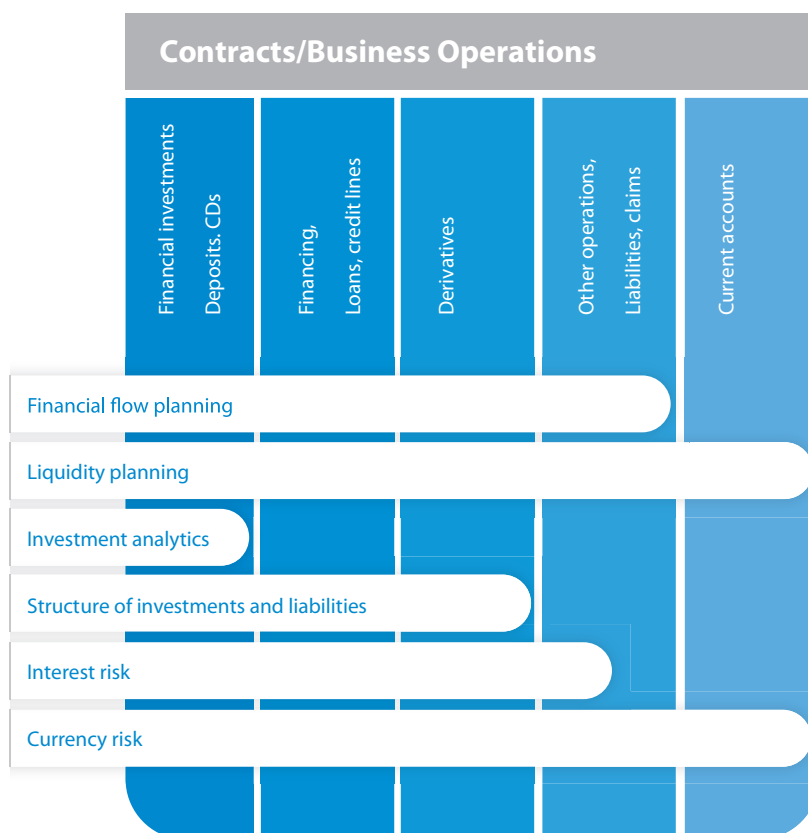 Contracts/Business Operations
Financial investments
Deposits. CDs
Financing,
Loans, credit lines
Derivatives
Other operations,
Liabilities, claims
Current accounts
Financial flow planning
Liquidity planning
Investment analytics
Structure of investments and liabilities
Interest risk
Currency risk